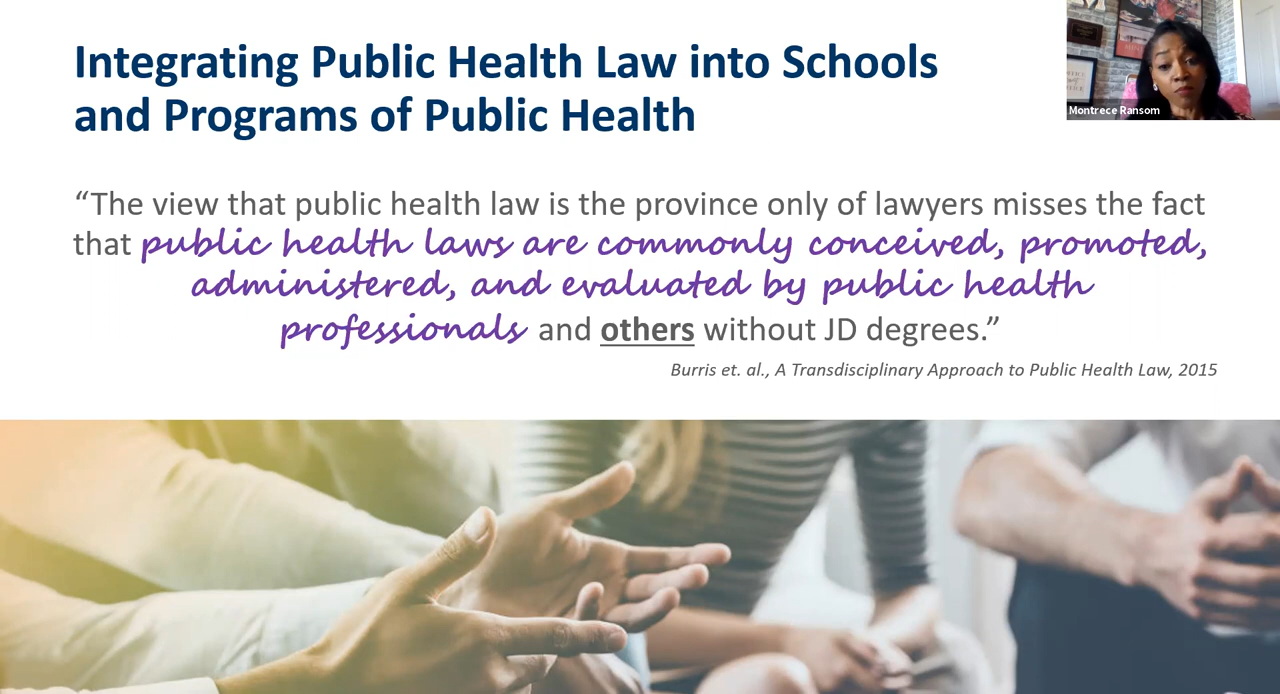 Integrating Public Health Law into Schools
and Programs of Public Health
Montrece Ransom
“The view that public health law is the province only of lawyers misses the fact
that public health laws are commonly conceived, promoted,
administered, and evaluated by public health
professionals and others without JD degrees.”
Burris et. al., A Transdisciplinary Approach to Public Health Law, 2015